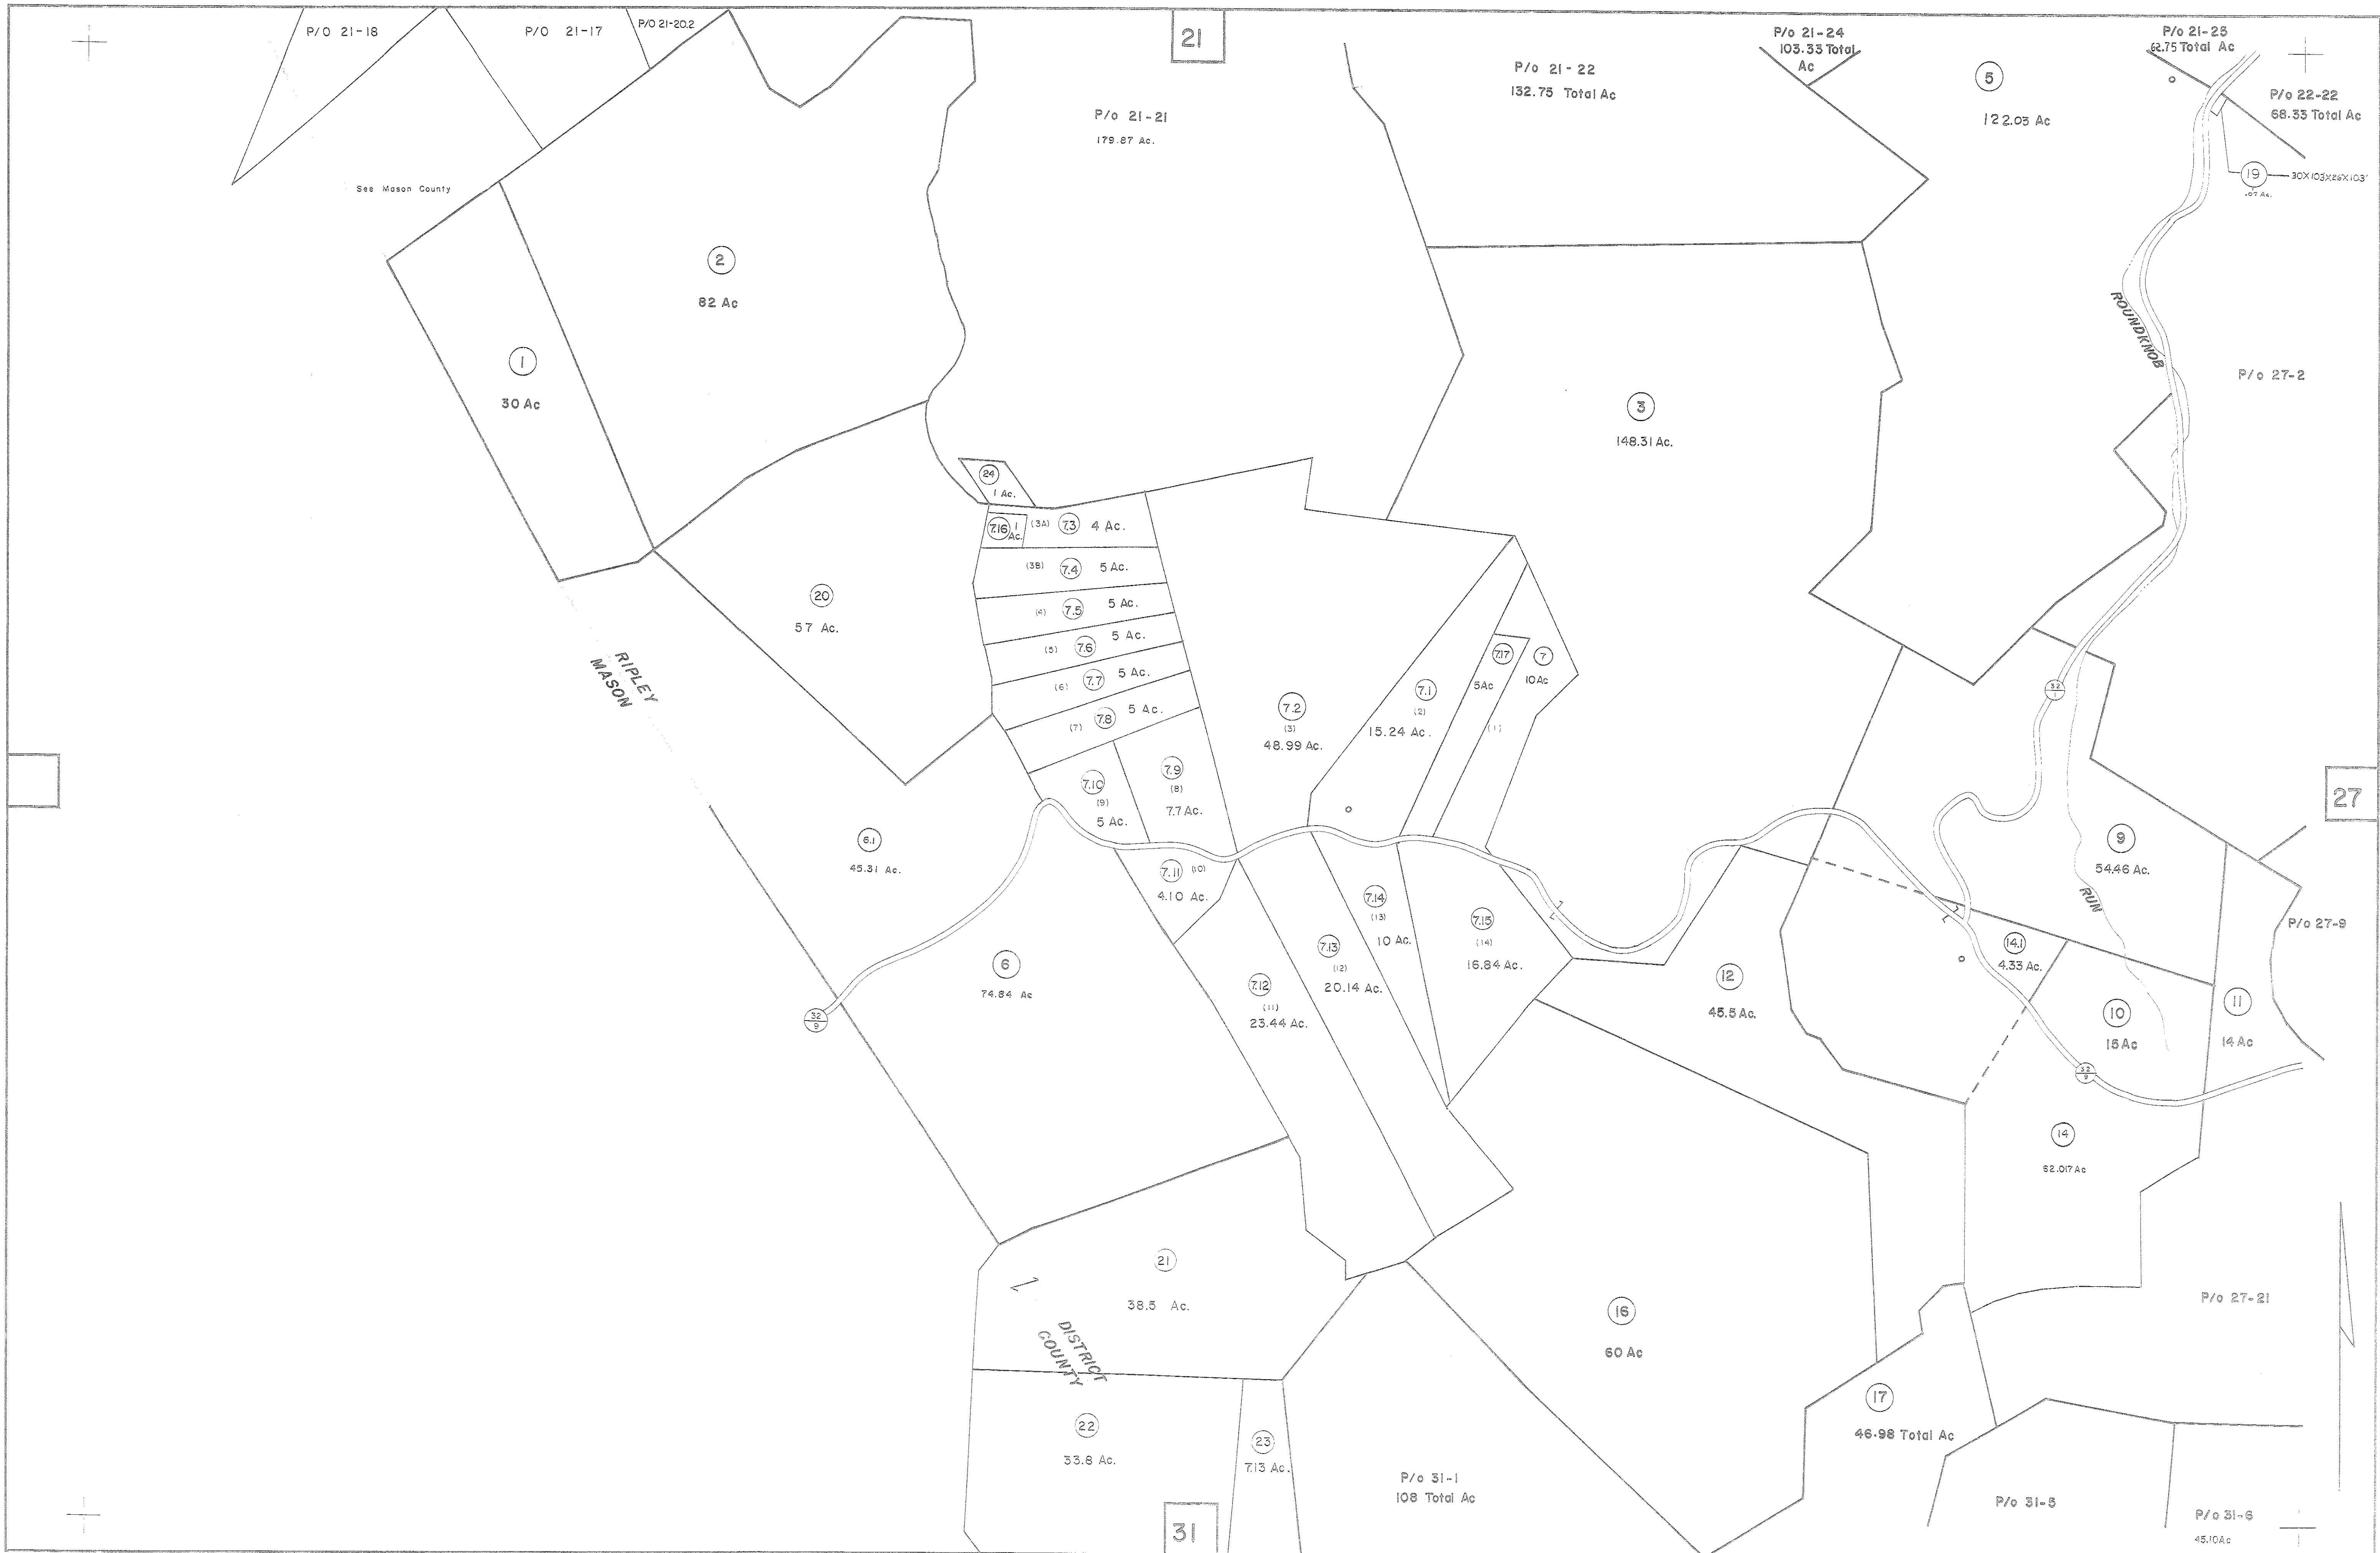 P/O 21-18
P/O 21-17
P/O 21-20.2
21
P/o 21-24
103.33 Total
Ac
P/o 21-25
62.75 Total Ac
P/o 21-22
132.75 Total Ac
5
122.03 Ac
P/o 22-22
68.33 Total Ac
P/o 21-21
179.87 Ac.
19
30X103X26X103'
.07 Ac.
See Mason County
2
82 Ac
ROUNDKNOB
P/o 27-2
1
30 Ac
3
148.31 Ac.
24
1 Ac.
7.16
1
Ac.
(3A)
7.3
4 Ac.
(3B)
7.4
5 Ac.
20
57 Ac.
(4)
7.5
5 Ac.
(5)
7.6
5 Ac.
(6)
7.7
5 Ac.
(7)
7.8
5 Ac.
RIPLEY
MASON
7.2
(3)
48.99 Ac.
7.1
(2)
15.24 Ac.
7.17
5Ac
7
10Ac
(1)
32
1
7.10
(9)
5 Ac.
7.9
(8)
7.7 Ac.
27
6.1
45.31 Ac.
7.11
(10)
4.10 Ac.
9
54.46 Ac.
RUN
P/o 27-9
7.14
(13)
10 Ac.
7.15
(14)
16.84 Ac.
7.13
(12)
20.14 Ac.
14.1
4.33 Ac.
6
74.84 Ac
7.12
(11)
23.44 Ac.
12
45.5 Ac.
11
14 Ac
10
15 Ac
32
9
32
9
14
62.017 Ac
21
38.5 Ac.
16
60 Ac
P/o 27-21
DISTRICT
COUNTY
17
46.98 Total Ac
22
33.8 Ac.
23
7.13 Ac.
P/o 31-1
108 Total Ac
P/o 31-5
P/o 31-6
45.10Ac
31